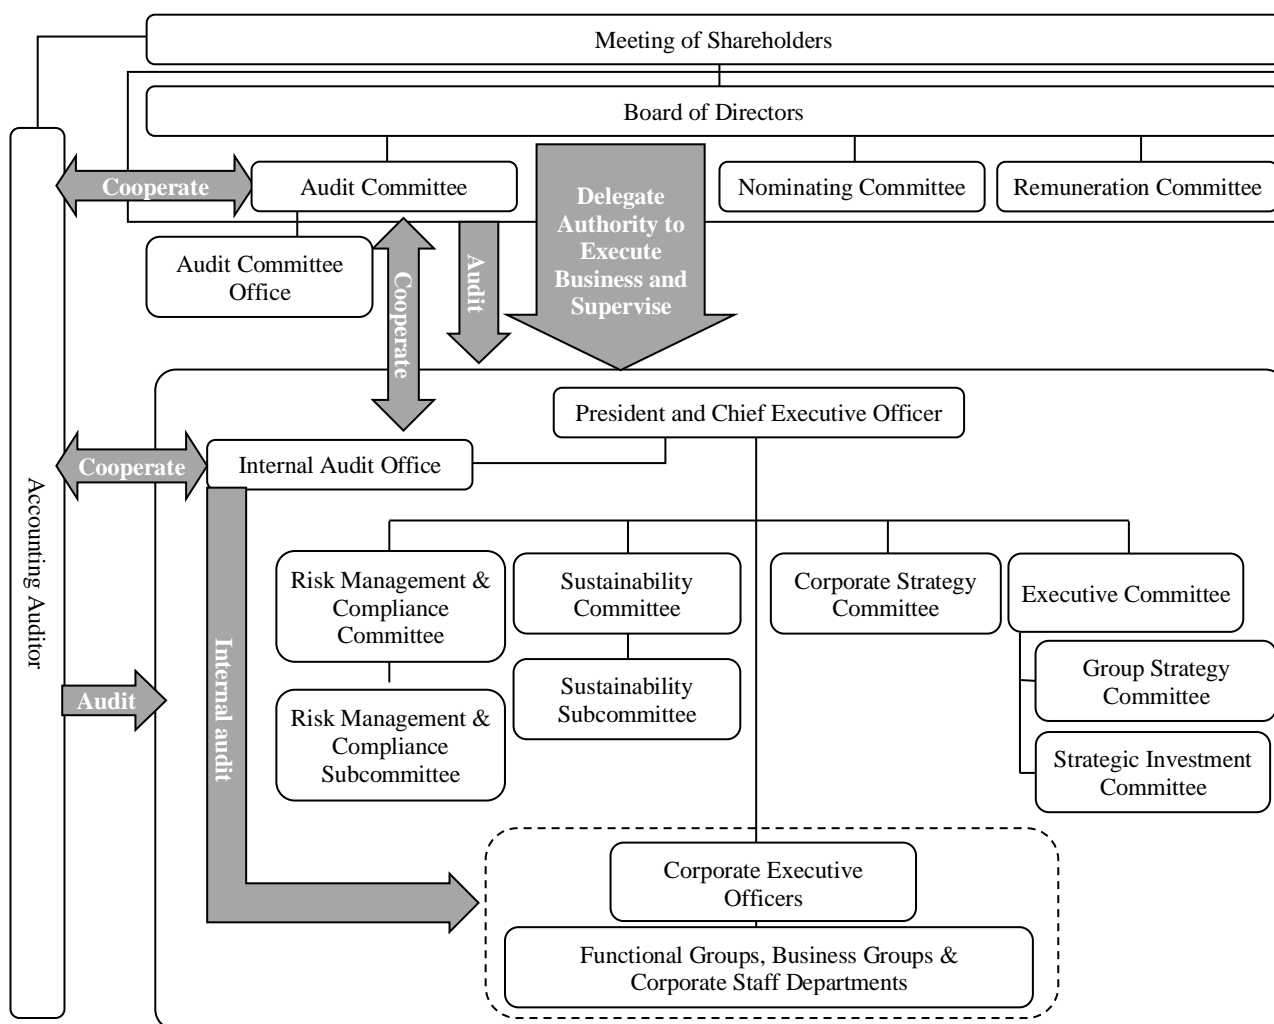 Meeting of Shareholders
Board of Directors
Cooperate
Audit Committee
Delegate
Authority to
Execute
Business and
Supervise
Nominating Committee
Remuneration Committee
Audit Committee
Office
Cooperate
Audit
President and Chief Executive Officer
Cooperate
Internal Audit Office
Accounting Auditor
Risk Management &
Compliance
Committee
Sustainability
Committee
Corporate Strategy
Committee
Executive Committee
Internal audit
Audit
Risk Management &
Compliance
Subcommittee
Sustainability
Subcommittee
Group Strategy
Committee
Strategic Investment
Committee
Corporate Executive
Officers
Functional Groups, Business Groups &
Corporate Staff Departments